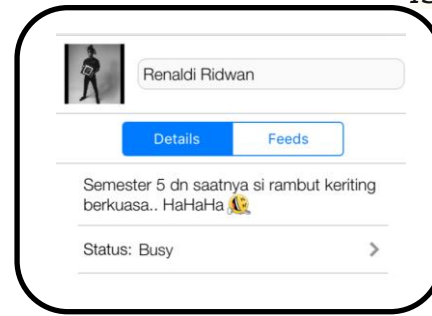 Renaldi Ridwan
Details Feeds
Semester 5 dn saatnya si rambut keriting
berkuasa.. HaHaHa
Status: Busy